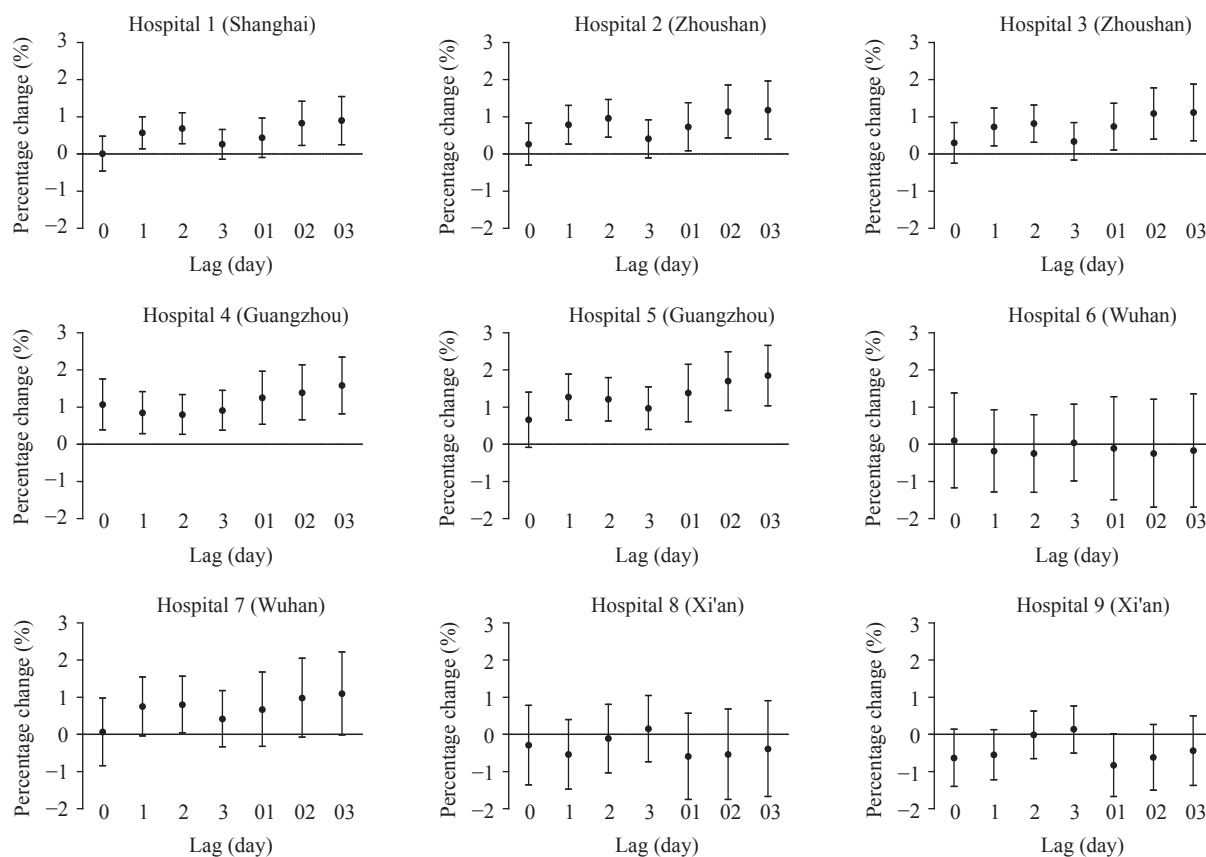 Hospital 1 (Shanghai)
Percentage change (%)
3
2
1
0
−1
−2
0 1 2 3 01 02 03
Lag (day)
Hospital 2 (Zhoushan)
Percentage change (%)
3
2
1
0
−1
−2
0 1 2 3 01 02 03
Lag (day)
Hospital 3 (Zhoushan)
Percentage change (%)
3
2
1
0
−1
−2
0 1 2 3 01 02 03
Lag (day)
Hospital 4 (Guangzhou)
Percentage change (%)
3
2
1
0
−1
−2
0 1 2 3 01 02 03
Lag (day)
Hospital 5 (Guangzhou)
Percentage change (%)
3
2
1
0
−1
−2
0 1 2 3 01 02 03
Lag (day)
Hospital 6 (Wuhan)
Percentage change (%)
3
2
1
0
−1
−2
0 1 2 3 01 02 03
Lag (day)
Hospital 7 (Wuhan)
Percentage change (%)
3
2
1
0
−1
−2
0 1 2 3 01 02 03
Lag (day)
Hospital 8 (Xi'an)
Percentage change (%)
3
2
1
0
−1
−2
0 1 2 3 01 02 03
Lag (day)
Hospital 9 (Xi'an)
Percentage change (%)
3
2
1
0
−1
−2
0 1 2 3 01 02 03
Lag (day)